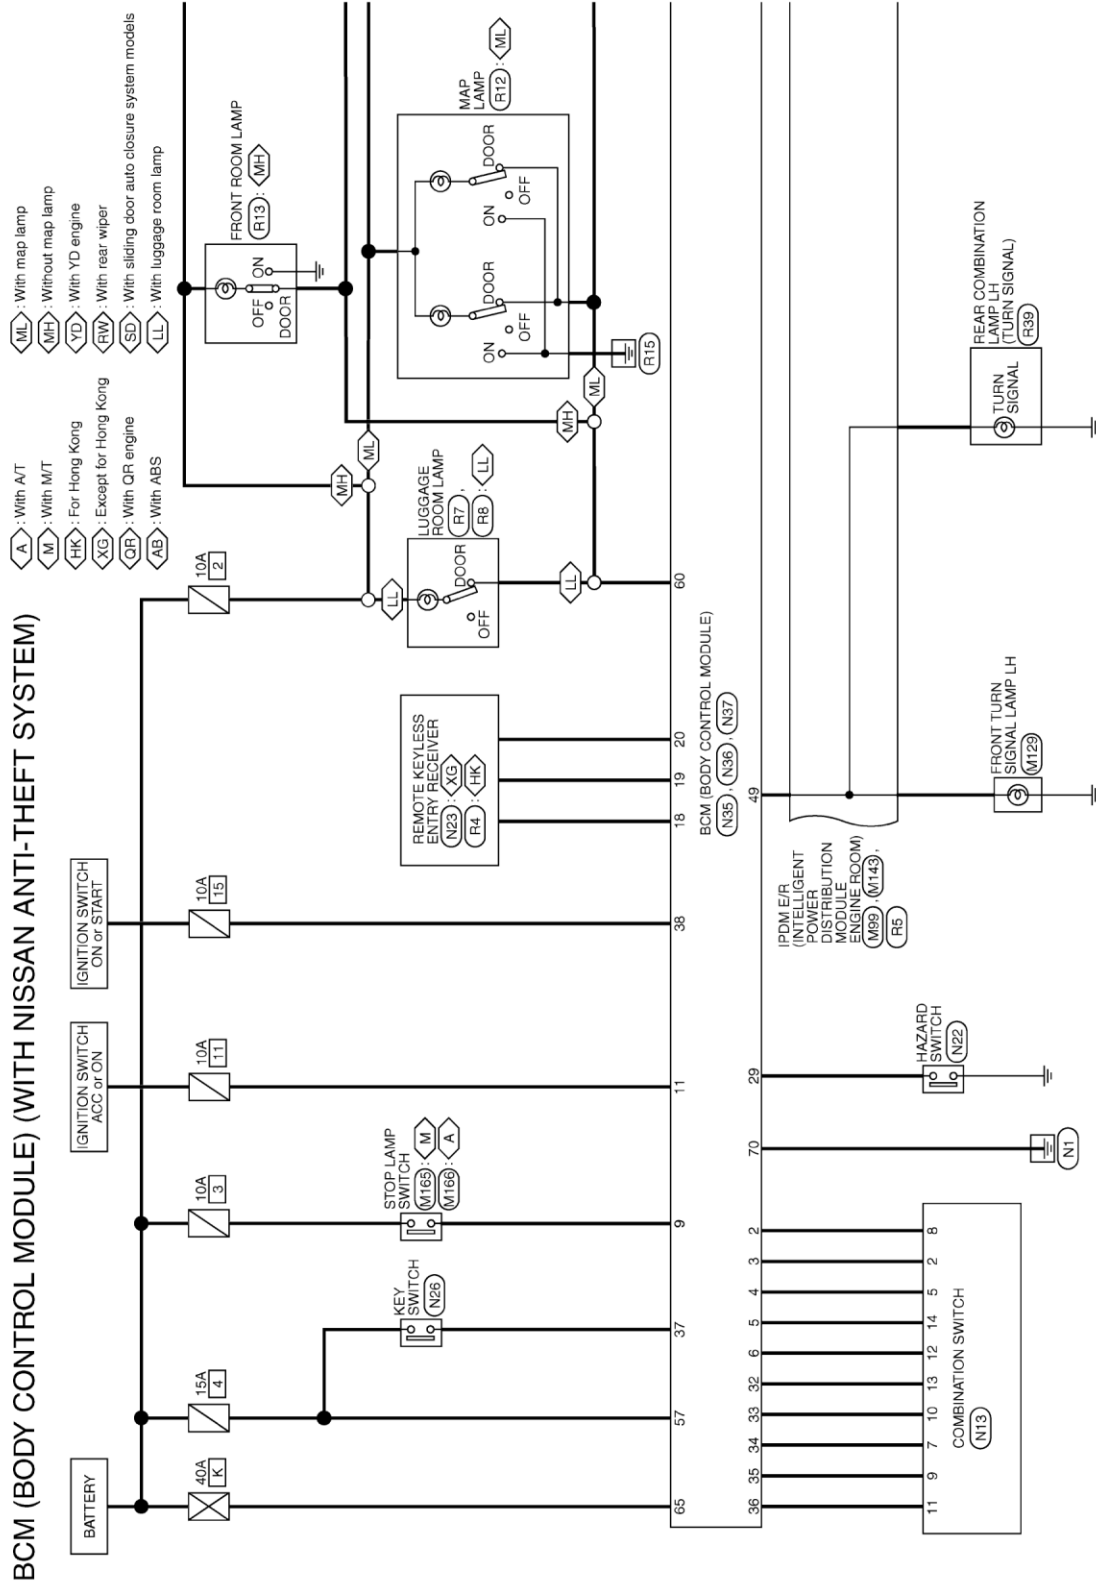 BCM (BODY CONTROL MODULE) (WITH NISSAN ANTI-THEFT SYSTEM)
A : With A/T
M : With M/T
HK : For Hong Kong
XG : Except for Hong Kong
QR : With QR engine
AB : With ABS
ML : With map lamp
MH : Without map lamp
YD : With YD engine
RW : With rear wiper
SD : With sliding door auto closure system models
LL : With luggage room lamp
BATTERY
IGNITION SWITCH
ACC or ON
IGNITION SWITCH
ON or START
40A
K
15A
4
10A
3
10A
11
10A
15
10A
2
FRONT ROOM LAMP
R13 : MH
OFF
ON
DOOR
MH
ML
KEY
SWITCH
N26
STOP LAMP
SWITCH
M165 : M
M166 : A
REMOTE KEYLESS
ENTRY RECEIVER
N23 : XG
R4 : HK
LUGGAGE
ROOM LAMP
R7 ,
R8 : LL
LL
DOOR
OFF
LL
MAP
LAMP
R12 : ML
ON
OFF
DOOR
ON
OFF
DOOR
R15
MH
ML
65
57
37
9
11
38
18
19
20
60
BCM (BODY CONTROL MODULE)
N35 , N36 , N37
36
35
34
33
32
6
5
4
3
2
70
29
49
IPDM E/R
(INTELLIGENT
POWER
DISTRIBUTION
MODULE
ENGINE ROOM)
M99 , M143 ,
R5
11
9
7
10
13
12
14
5
2
8
COMBINATION SWITCH
N13
N1
HAZARD
SWITCH
N22
FRONT TURN
SIGNAL LAMP LH
M129
REAR COMBINATION
LAMP LH
(TURN SIGNAL)
R39
TURN
SIGNAL